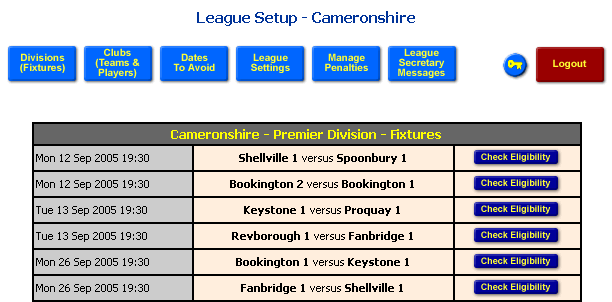 League Setup - Cameronshire
Divisions (Fixtures)
Clubs (Teams & Players)
Dates To Avoid
League Settings
Manage Penalties
League Secretary Messages
Logout
Cameronshire - Premier Division - Fixtures
Mon 12 Sep 2005 19:30 Shellville 1 versus Spoonbury 1 Check Eligibility
Mon 12 Sep 2005 19:30 Bookington 2 versus Bookington 1 Check Eligibility
Tue 13 Sep 2005 19:30 Keystone 1 versus Proquay 1 Check Eligibility
Tue 13 Sep 2005 19:30 Revborough 1 versus Fanbridge 1 Check Eligibility
Mon 26 Sep 2005 19:30 Bookington 1 versus Keystone 1 Check Eligibility
Mon 26 Sep 2005 19:30 Fanbridge 1 versus Shellville 1 Check Eligibility